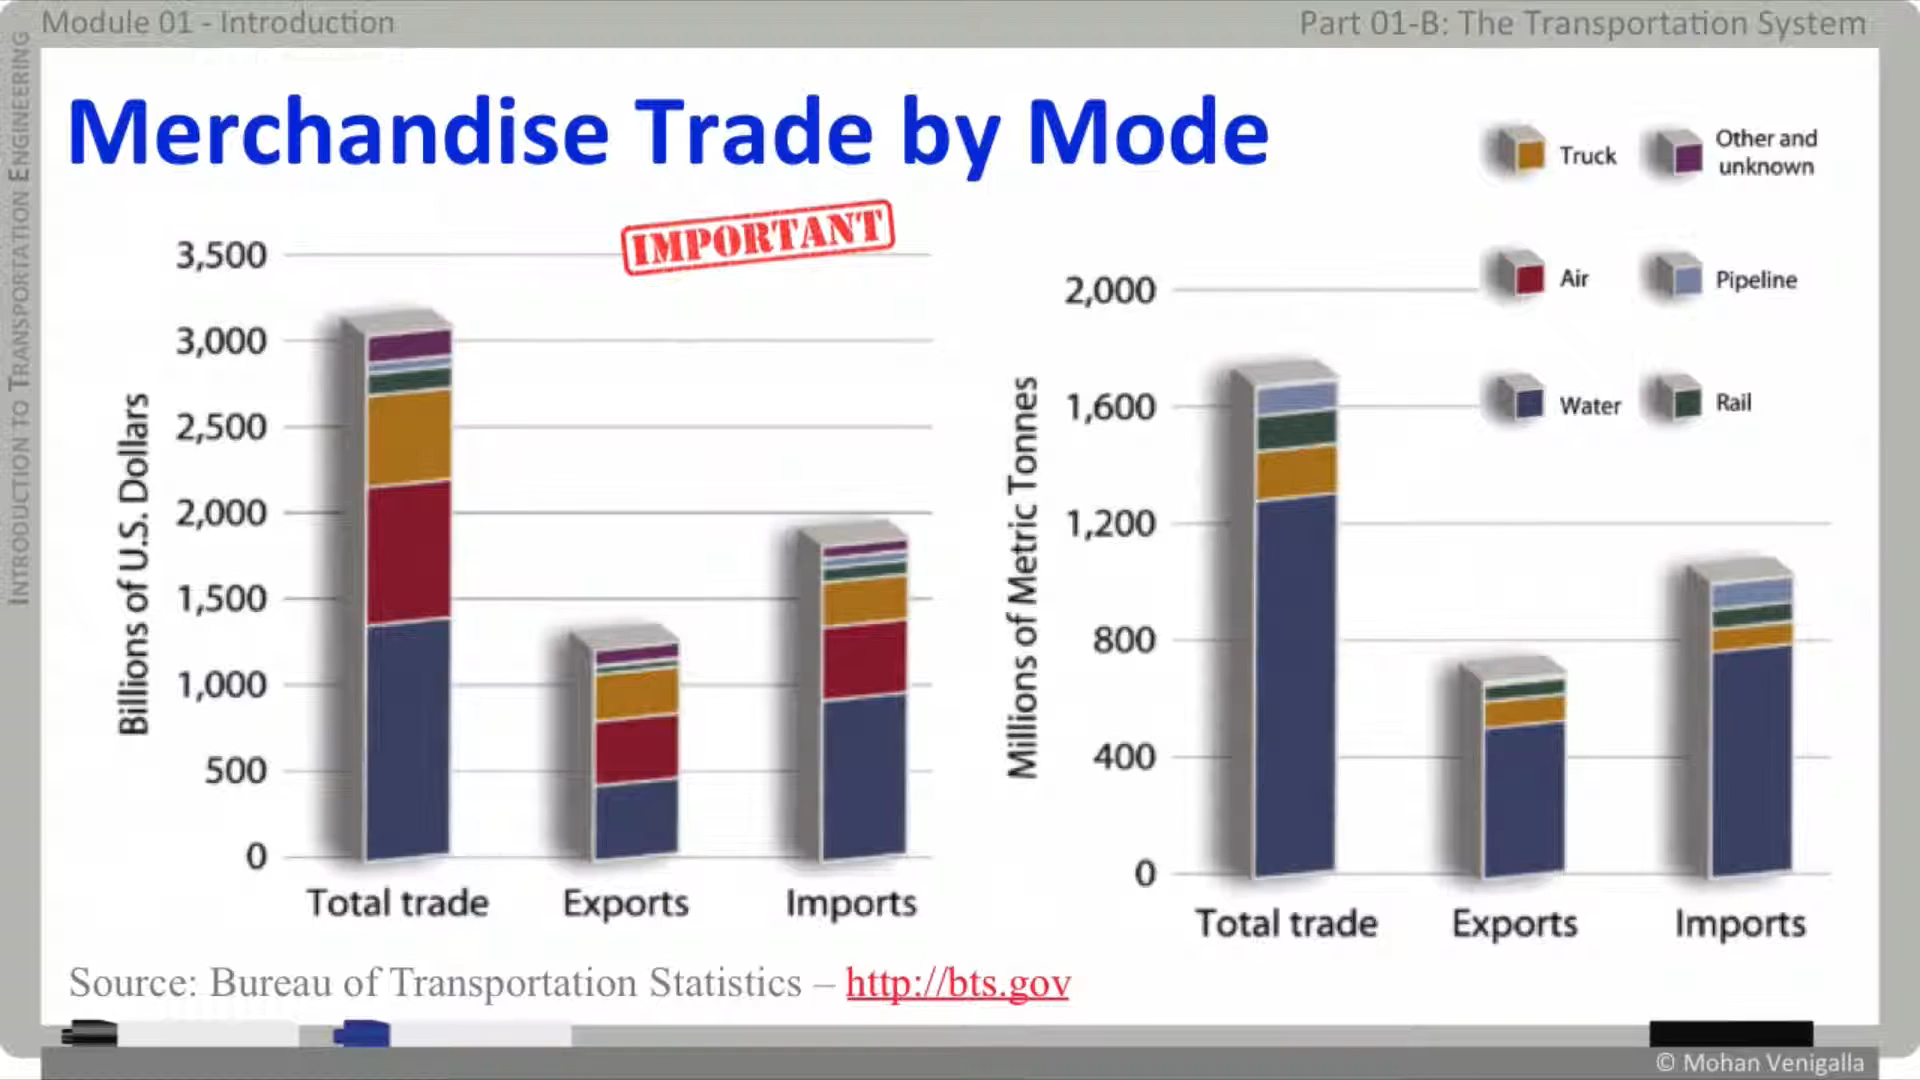 Module 01 - Introduction
Part 01-B: The Transportation System
INTRODUCTION TO TRANSPORTATION ENGINEERING
Merchandise Trade by Mode
IMPORTANT
Truck
Other and
unknown
Air
Pipeline
Water
Rail
Billions of U.S. Dollars
3,500
3,000
2,500
2,000
1,500
1,000
500
0
Total trade
Exports
Imports
Millions of Metric Tonnes
2,000
1,600
1,200
800
400
0
Total trade
Exports
Imports
Source: Bureau of Transportation Statistics – http://bts.gov
© Mohan Venigalla